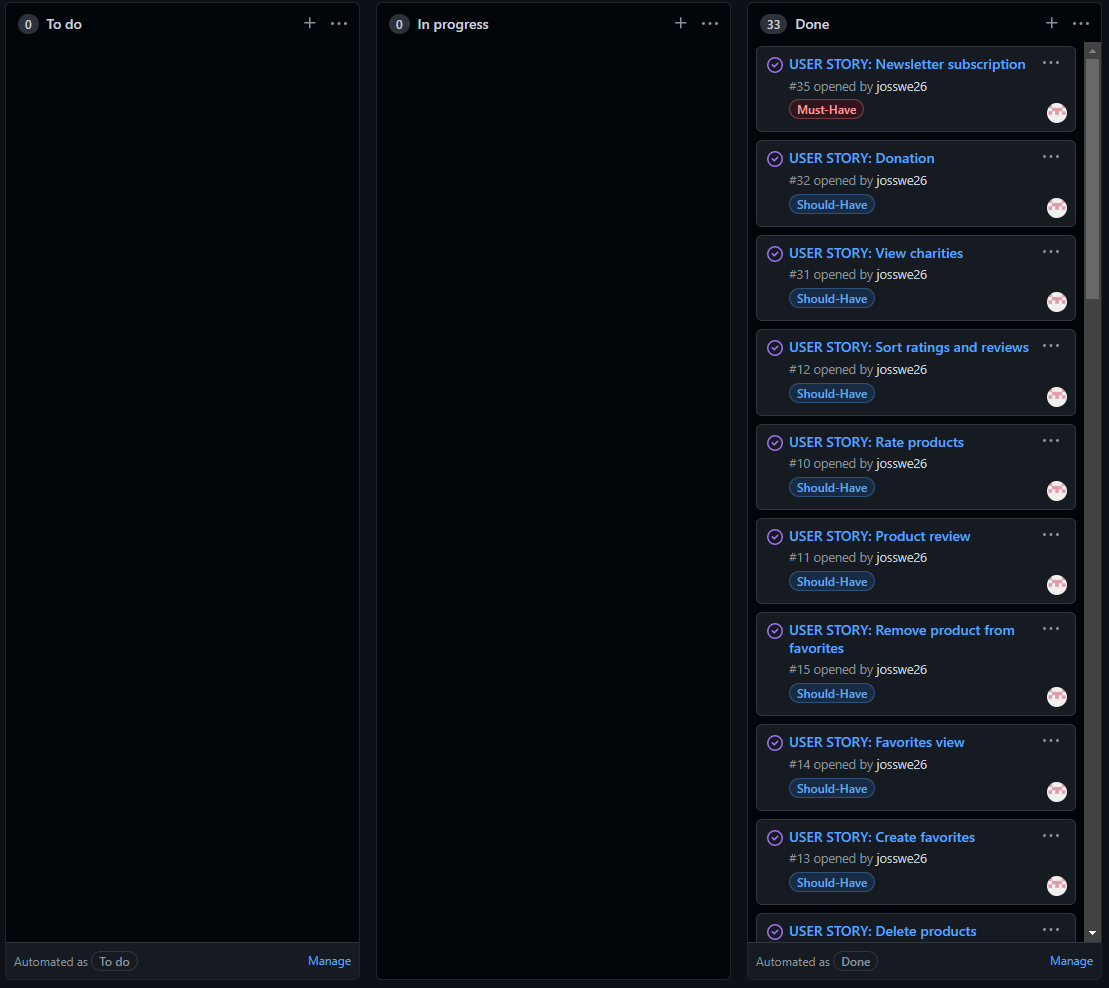 0 To do
0 In progress
33 Done
USER STORY: Newsletter subscription
#35 opened by josswe26
Must-Have
USER STORY: Donation
#32 opened by josswe26
Should-Have
USER STORY: View charities
#31 opened by josswe26
Should-Have
USER STORY: Sort ratings and reviews
#12 opened by josswe26
Should-Have
USER STORY: Rate products
#10 opened by josswe26
Should-Have
USER STORY: Product review
#11 opened by josswe26
Should-Have
USER STORY: Remove product from
favorites
#15 opened by josswe26
Should-Have
USER STORY: Favorites view
#14 opened by josswe26
Should-Have
USER STORY: Create favorites
#13 opened by josswe26
Should-Have
USER STORY: Delete products
Automated as To do Manage
Automated as Done Manage